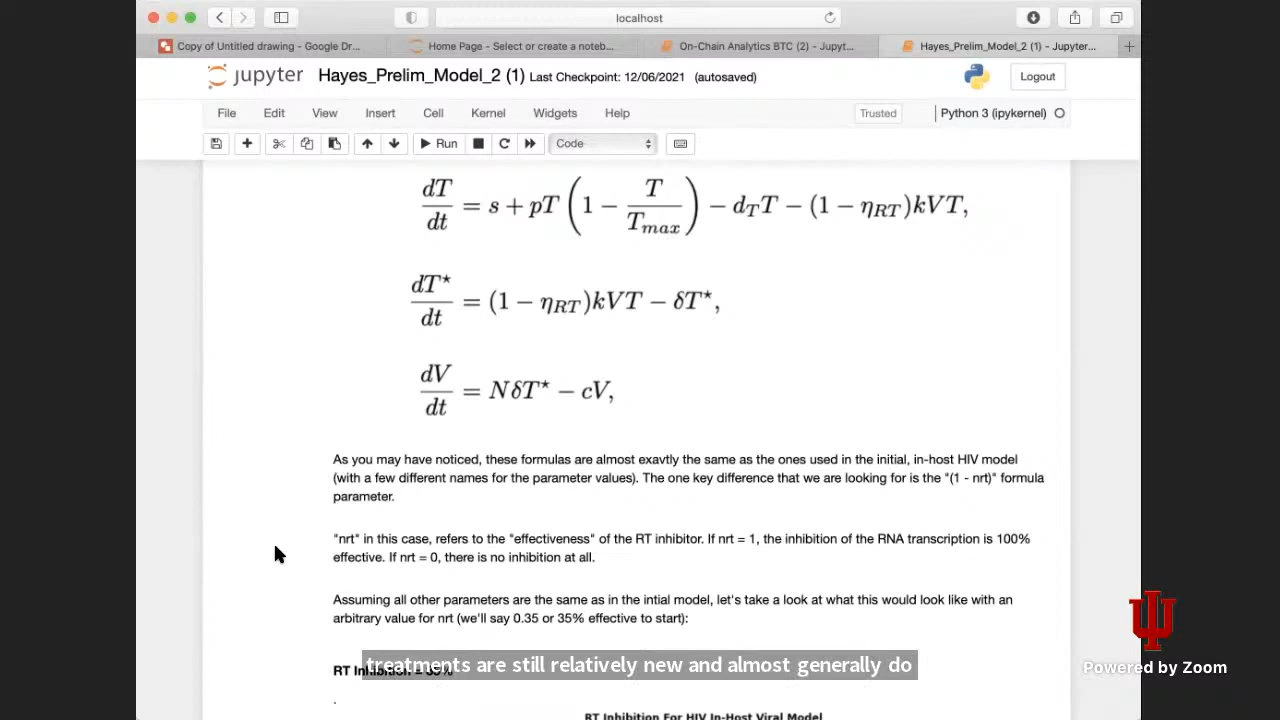 localhost
Copy of Untitled drawing - Google Dr...
Home Page - Select or create a noteb...
On-Chain Analytics BTC (2) - Jupyt...
Hayes_Prelim_Model_2 (1) - Jupyter...
jupyter Hayes_Prelim_Model_2 (1) Last Checkpoint: 12/06/2021 (autosaved)
Logout
File Edit View Insert Cell Kernel Widgets Help
Trusted
Python 3 (ipykernel)
Run
Code
dT/dt = s + pT (1 − T/T_max) − d_T T − (1 − η_RT)kVT,
dT⋆/dt = (1 − η_RT)kVT − δT⋆,
dV/dt = NδT⋆ − cV,
As you may have noticed, these formulas are almost exavtly the same as the ones used in the initial, in-host HIV model
(with a few different names for the parameter values). The one key difference that we are looking for is the "(1 - nrt)" formula
parameter.
"nrt" in this case, refers to the "effectiveness" of the RT inhibitor. If nrt = 1, the inhibition of the RNA transcription is 100%
effective. If nrt = 0, there is no inhibition at all.
Assuming all other parameters are the same as in the intial model, let's take a look at what this would look like with an
arbitrary value for nrt (we'll say 0.35 or 35% effective to start):
treatments are still relatively new and almost generally do
RT Inhibition = 35%
.
RT Inhibition For HIV In-Host Viral Model
Powered by Zoom